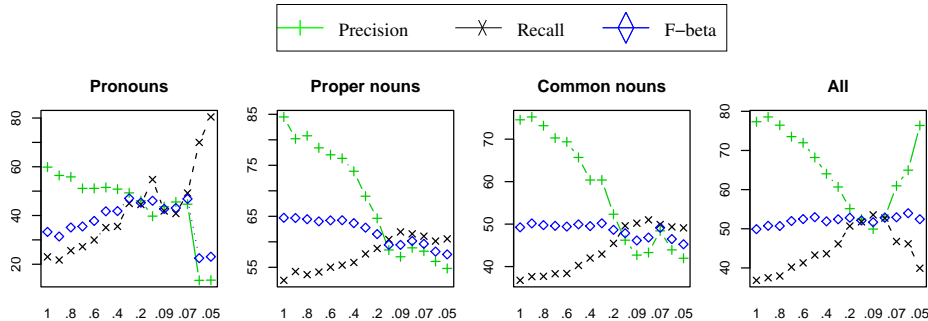 Precision Recall F−beta
Pronouns Proper nouns Common nouns All
20 40 60 80
55 65 75 85
40 50 60 70
40 50 60 70 80
1 .8 .6 .4 .2 .09 .07 .05
1 .8 .6 .4 .2 .09 .07 .05
1 .8 .6 .4 .2 .09 .07 .05
1 .8 .6 .4 .2 .09 .07 .05